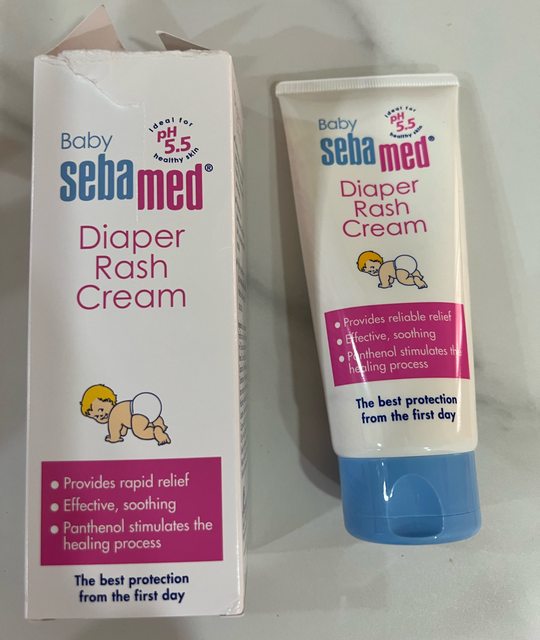 Baby
ideal for
pH
5.5
healthy skin
sebamed®
Diaper
Rash
Cream
Provides rapid relief
Effective, soothing
Panthenol stimulates the
healing process
The best protection
from the first day
Baby
ideal for
pH
5.5
healthy skin
sebamed®
Diaper
Rash
Cream
Provides reliable relief
Effective, soothing
Panthenol stimulates the
healing process
The best protection
from the first day